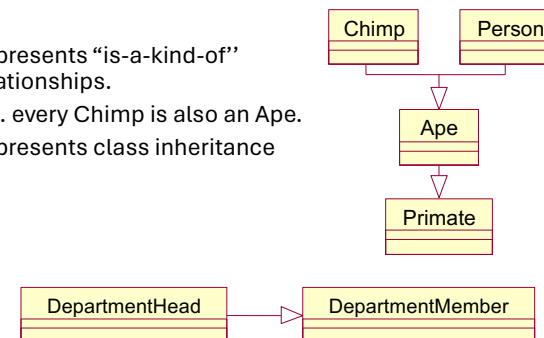 presents “is-a-kind-of’’
ationships.
. every Chimp is also an Ape.
presents class inheritance
Chimp
Person
Ape
Primate
DepartmentHead
DepartmentMember